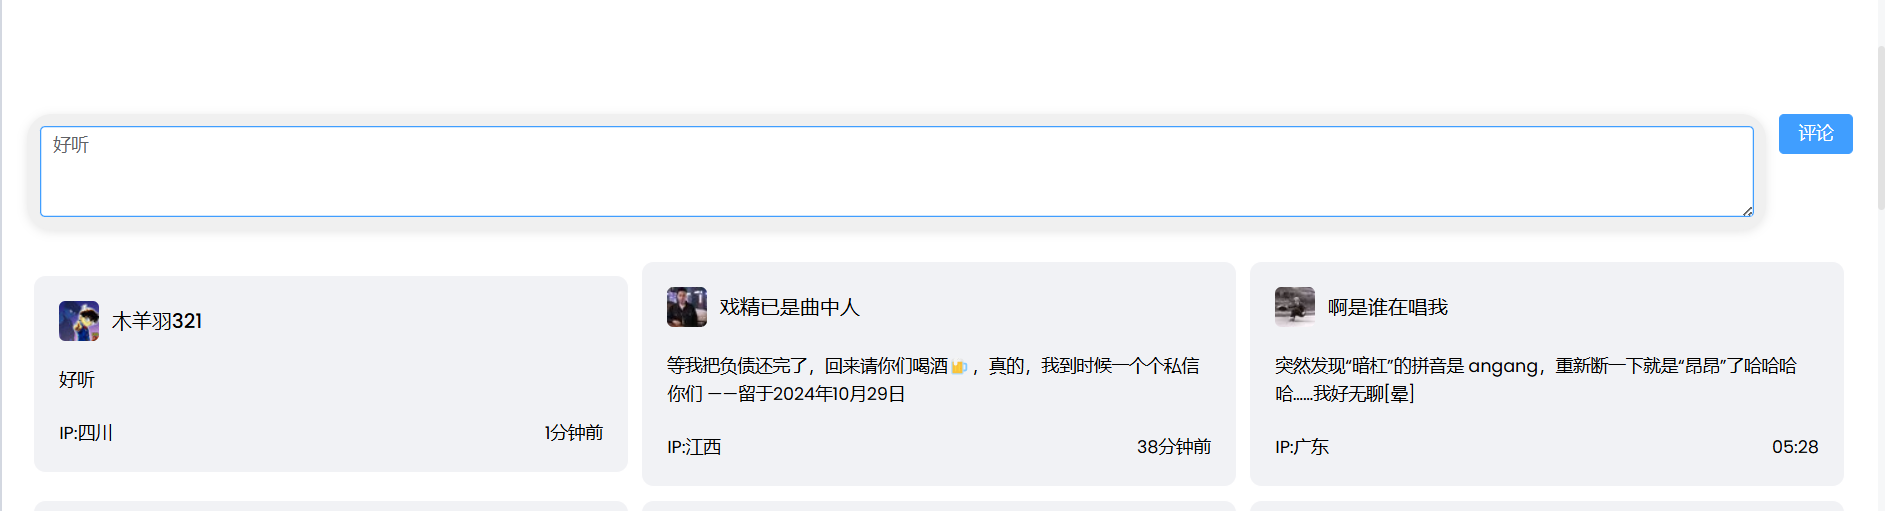 好听
评论
木羊羽321
好听
IP:四川
1分钟前
戏精已是曲中人
等我把负债还完了，回来请你们喝酒🍺，真的，我到时候一个个私信
你们 ——留于2024年10月29日
IP:江西
38分钟前
啊是谁在唱我
突然发现“暗杠”的拼音是 angang，重新断一下就是“昂昂”了哈哈哈
哈......我好无聊[晕]
IP:广东
05:28